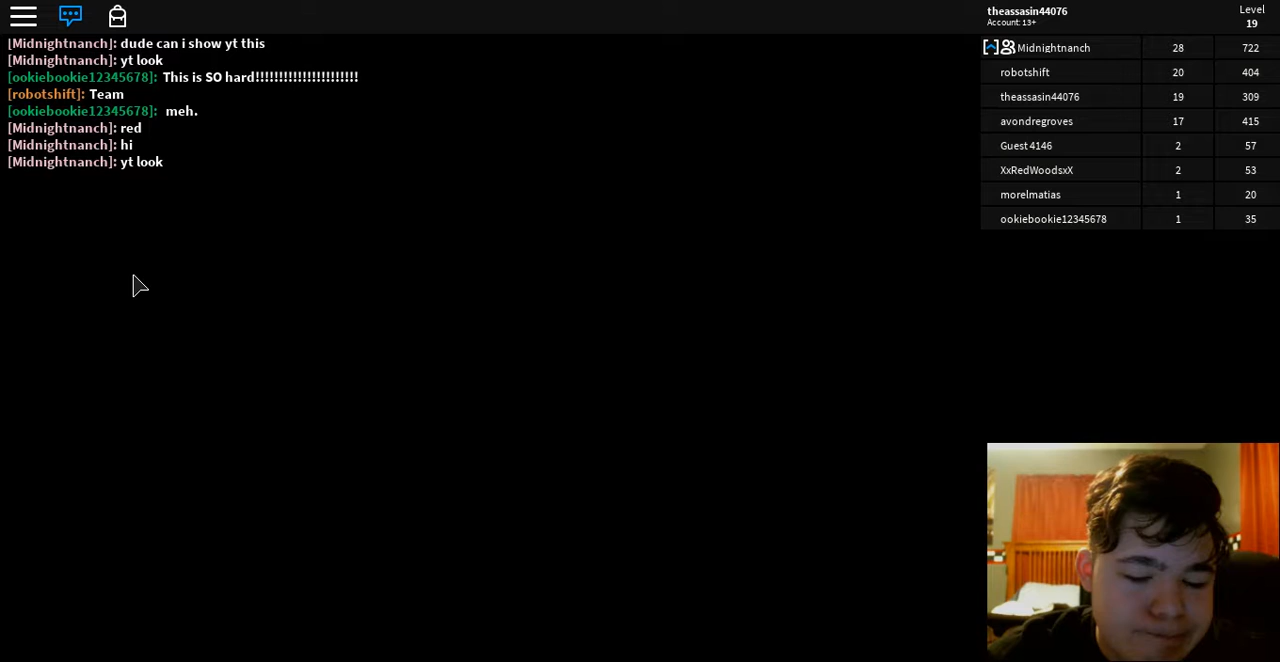 theassasin44076
Account: 13+
Level
19
[Midnightnanch]: dude can i show yt this
[Midnightnanch]: yt look
[ookiebookie12345678]: This is SO hard!!!!!!!!!!!!!!!!!!!!!!
[robotshift]: Team
[ookiebookie12345678]: meh.
[Midnightnanch]: red
[Midnightnanch]: hi
[Midnightnanch]: yt look
Midnightnanch 28 722
robotshift 20 404
theassasin44076 19 309
avondregroves 17 415
Guest 4146 2 57
XxRedWoodsxX 2 53
morelmatias 1 20
ookiebookie12345678 1 35